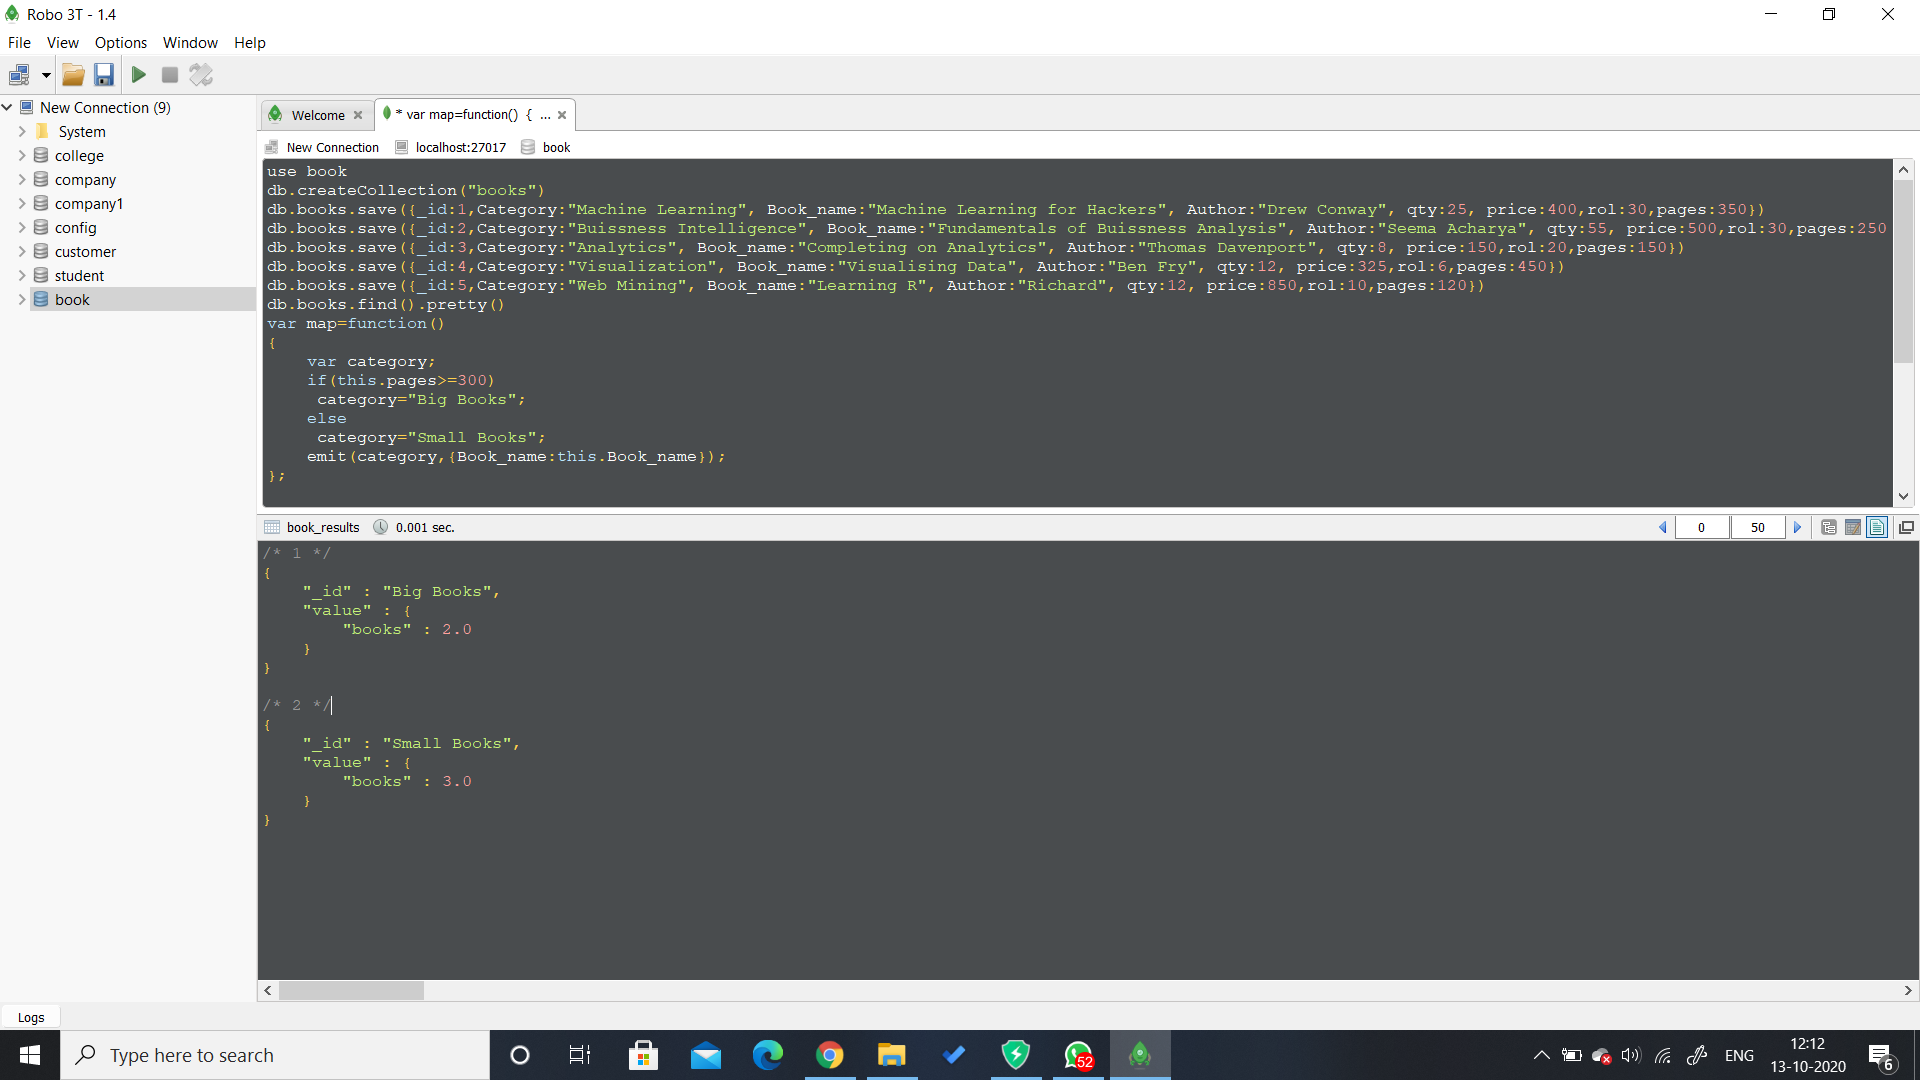 Robo 3T - 1.4
File View Options Window Help
New Connection (9)
System
college
company
company1
config
customer
student
book
Welcome
* var map=function() { ...
New Connection localhost:27017 book
use book
db.createCollection("books")
db.books.save({_id:1,Category:"Machine Learning", Book_name:"Machine Learning for Hackers", Author:"Drew Conway", qty:25, price:400,rol:30,pages:350})
db.books.save({_id:2,Category:"Buissness Intelligence", Book_name:"Fundamentals of Buissness Analysis", Author:"Seema Acharya", qty:55, price:500,rol:30,pages:250
db.books.save({_id:3,Category:"Analytics", Book_name:"Completing on Analytics", Author:"Thomas Davenport", qty:8, price:150,rol:20,pages:150})
db.books.save({_id:4,Category:"Visualization", Book_name:"Visualising Data", Author:"Ben Fry", qty:12, price:325,rol:6,pages:450})
db.books.save({_id:5,Category:"Web Mining", Book_name:"Learning R", Author:"Richard", qty:12, price:850,rol:10,pages:120})
db.books.find().pretty()
var map=function()
{
var category;
if(this.pages>=300)
category="Big Books";
else
category="Small Books";
emit(category,{Book_name:this.Book_name});
};
book_results 0.001 sec.
0 50
/* 1 */
{
"_id" : "Big Books",
"value" : {
"books" : 2.0
}
}
/* 2 */
{
"_id" : "Small Books",
"value" : {
"books" : 3.0
}
}
Logs
Type here to search
52
ENG
12:12
13-10-2020
6